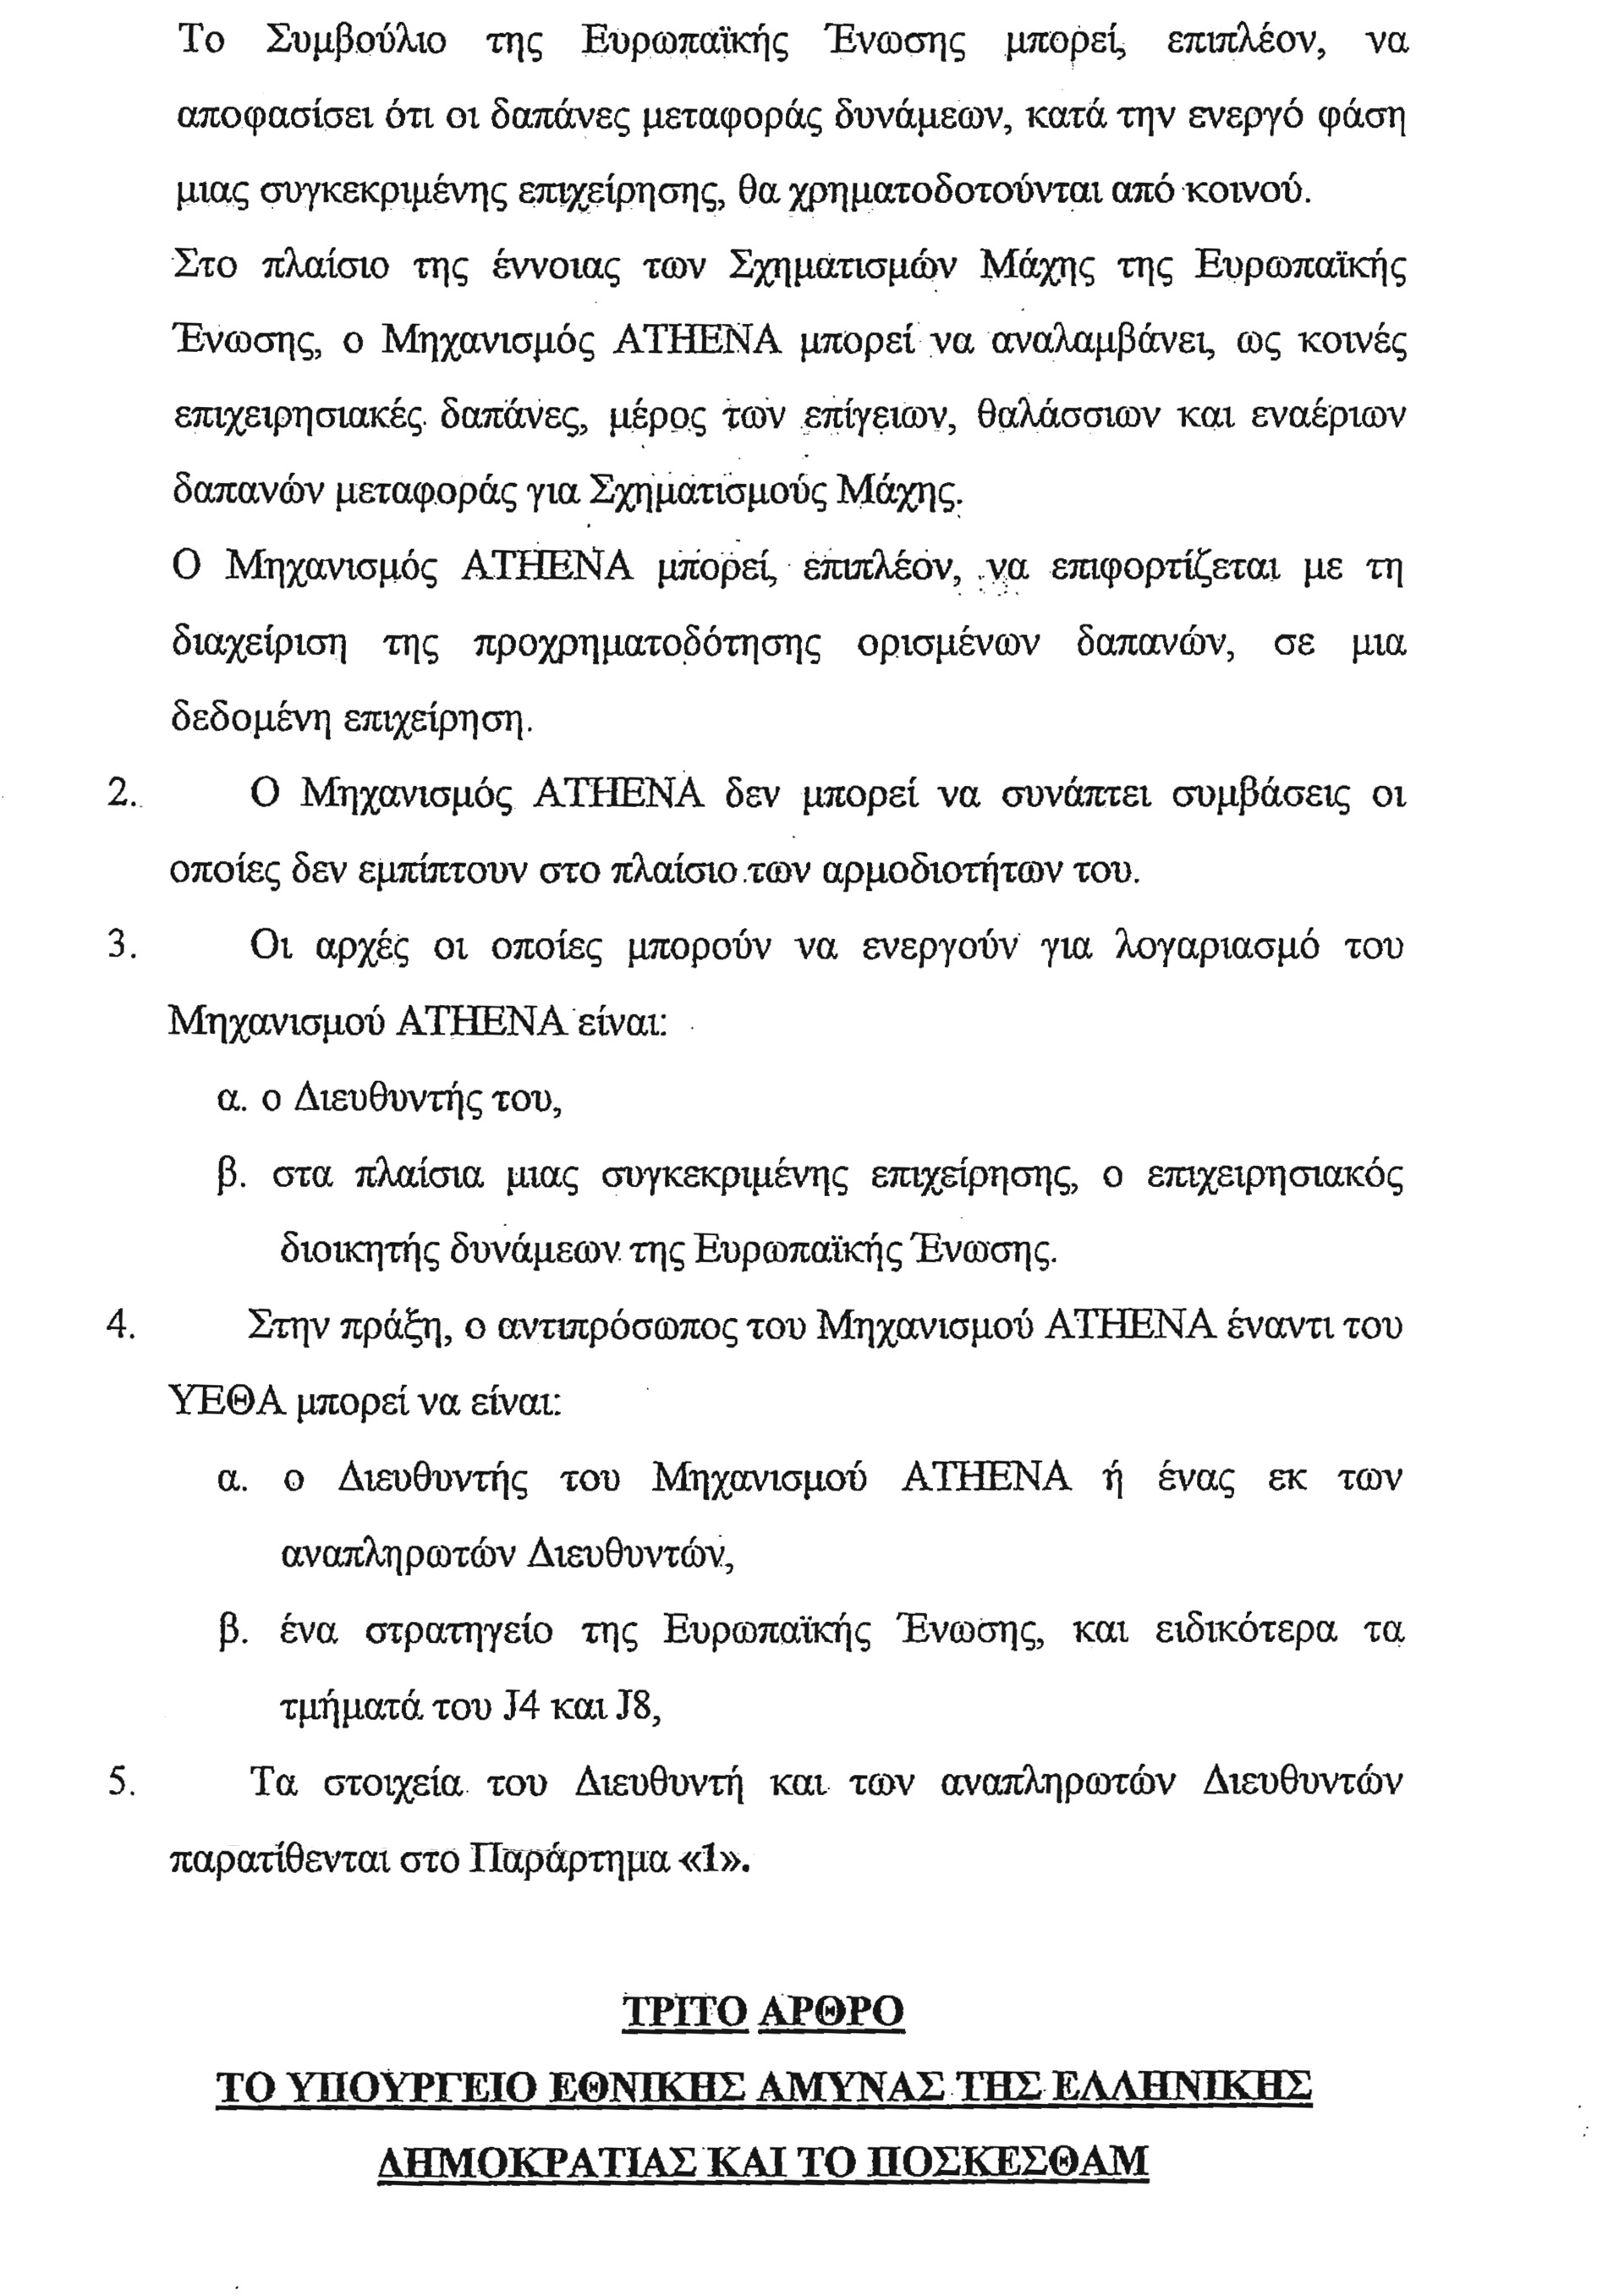 Το Συμβούλιο της Ευρωπαϊκής Ένωσης μπορεί, επιπλέον, να
αποφασίσει ότι οι δαπάνες μεταφοράς δυνάμεων, κατά την ενεργό φάση
μιας συγκεκριμένης επιχείρησης, θα χρηματοδοτούνται από κοινού.
Στο πλαίσιο της έννοιας των Σχηματισμών Μάχης της Ευρωπαϊκής
Ένωσης, ο Μηχανισμός ATHENA μπορεί να αναλαμβάνει, ως κοινές
επιχειρησιακές δαπάνες, μέρος των επίγειων, θαλάσσιων και εναέριων
δαπανών μεταφοράς για Σχηματισμούς Μάχης.
Ο Μηχανισμός ATHENA μπορεί, επιπλέον, να επιφορτίζεται με τη
διαχείριση της προχρηματοδότησης ορισμένων δαπανών, σε μια
δεδομένη επιχείρηση.
2. Ο Μηχανισμός ATHENA δεν μπορεί να συνάπτει συμβάσεις οι
οποίες δεν εμπίπτουν στο πλαίσιο των αρμοδιοτήτων του.
3. Οι αρχές οι οποίες μπορούν να ενεργούν για λογαριασμό του
Μηχανισμού ATHENA είναι:
α. ο Διευθυντής του,
β. στα πλαίσια μιας συγκεκριμένης επιχείρησης, ο επιχειρησιακός
διοικητής δυνάμεων της Ευρωπαϊκής Ένωσης.
4. Στην πράξη, ο αντιπρόσωπος του Μηχανισμού ATHENA έναντι του
ΥΕΘΑ μπορεί να είναι:
α. ο Διευθυντής του Μηχανισμού ATHENA ή ένας εκ των
αναπληρωτών Διευθυντών,
β. ένα στρατηγείο της Ευρωπαϊκής Ένωσης, και ειδικότερα τα
τμήματά του J4 και J8,
5. Τα στοιχεία του Διευθυντή και των αναπληρωτών Διευθυντών
παρατίθενται στο Παράρτημα «1».
ΤΡΙΤΟ ΑΡΘΡΟ
ΤΟ ΥΠΟΥΡΓΕΙΟ ΕΘΝΙΚΗΣ ΑΜΥΝΑΣ ΤΗΣ ΕΛΛΗΝΙΚΗΣ
ΔΗΜΟΚΡΑΤΙΑΣ ΚΑΙ ΤΟ ΠΟΣΚΕΣΘΑΜ